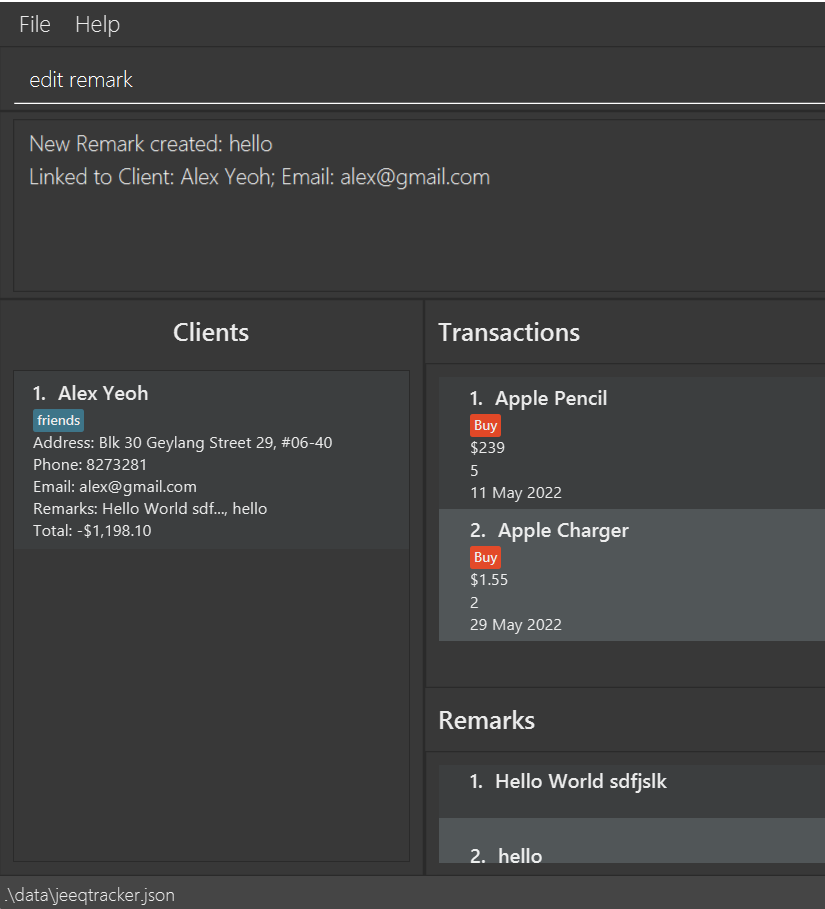 File Help
edit remark
New Remark created: hello
Linked to Client: Alex Yeoh; Email: alex@gmail.com
Clients
1. Alex Yeoh
friends
Address: Blk 30 Geylang Street 29, #06-40
Phone: 8273281
Email: alex@gmail.com
Remarks: Hello World sdf..., hello
Total: -$1,198.10
Transactions
1. Apple Pencil
Buy
$239
5
11 May 2022
2. Apple Charger
Buy
$1.55
2
29 May 2022
Remarks
1. Hello World sdfjslk
2. hello
.\data\jeeqtracker.json